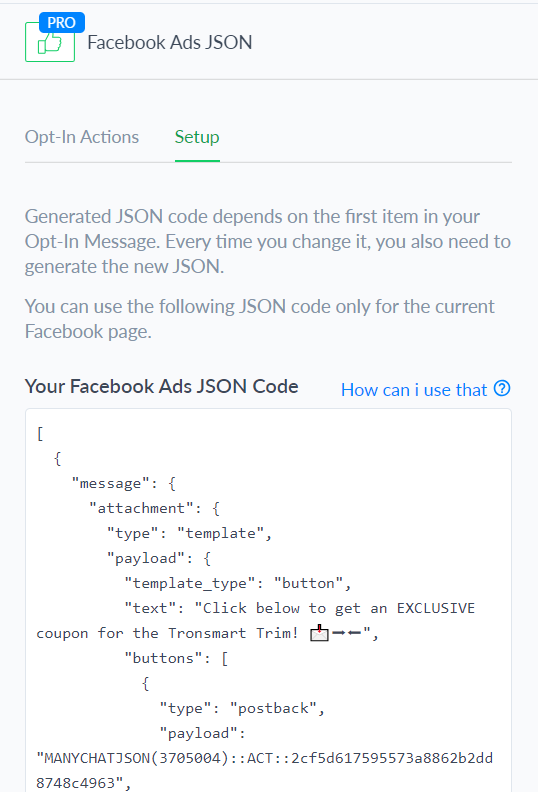 PRO
Facebook Ads JSON
Opt-In Actions Setup
Generated JSON code depends on the first item in your
Opt-In Message. Every time you change it, you also need to
generate the new JSON.
You can use the following JSON code only for the current
Facebook page.
Your Facebook Ads JSON Code How can i use that ?
[
{
"message": {
"attachment": {
"type": "template",
"payload": {
"template_type": "button",
"text": "Click below to get an EXCLUSIVE
coupon for the Tronsmart Trim! 📩➡⬅",
"buttons": [
{
"type": "postback",
"payload":
"MANYCHATJSON(3705004)::ACT::2cf5d617595573a8862b2dd
8748c4963",